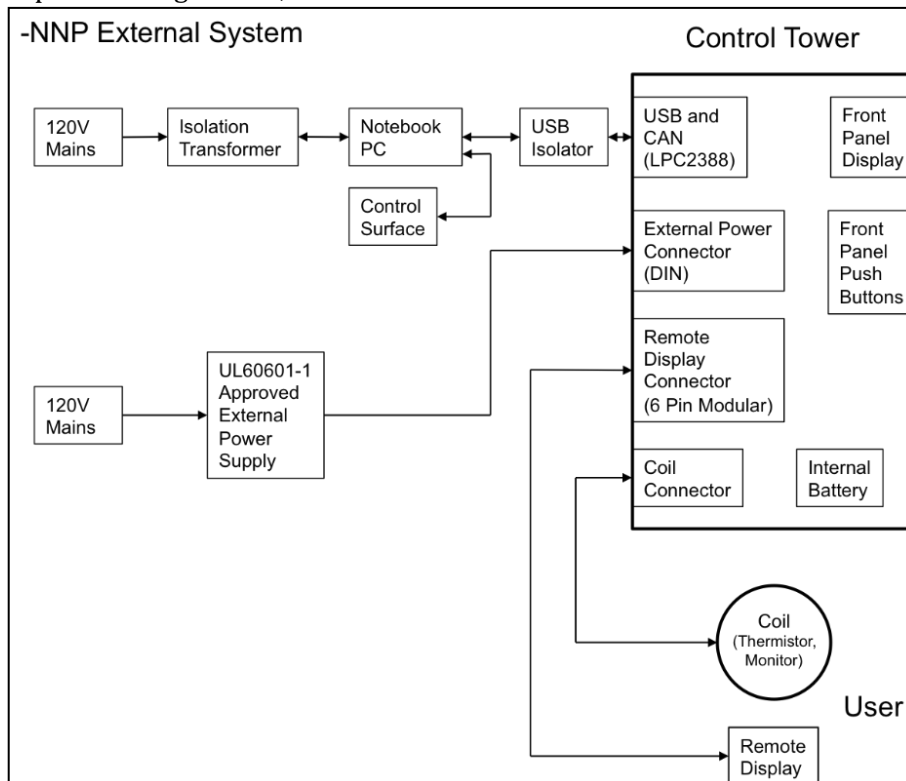 -NNP External System
Control Tower
120V
Mains
Isolation
Transformer
Notebook
PC
USB
Isolator
USB and
CAN
(LPC2388)
Front
Panel
Display
Control
Surface
External Power
Connector
(DIN)
Front
Panel
Push
Buttons
Remote
Display
Connector
(6 Pin Modular)
120V
Mains
UL60601-1
Approved
External
Power
Supply
Coil
Connector
Internal
Battery
Coil
(Thermistor,
Monitor)
User
Remote
Display